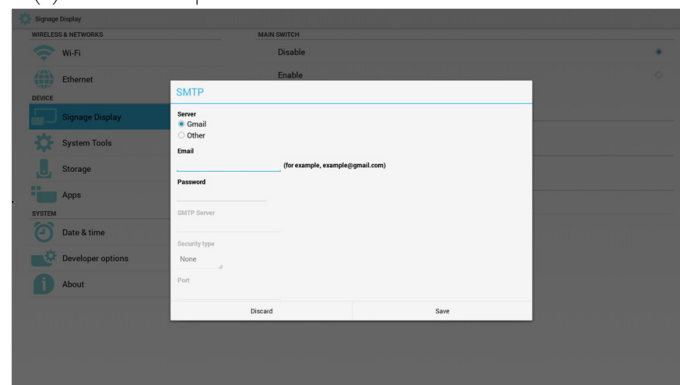 Signage Display
WIRELESS & NETWORKS
MAIN SWITCH
Wi-Fi
Disable
Ethernet
Enable
DEVICE
Signage Display
System Tools
Storage
Apps
SYSTEM
Date & time
Developer options
About
SMTP
Server
Gmail
Other
Email
(for example, example@gmail.com)
Password
SMTP Server
Security type
None
Port
Discard
Save